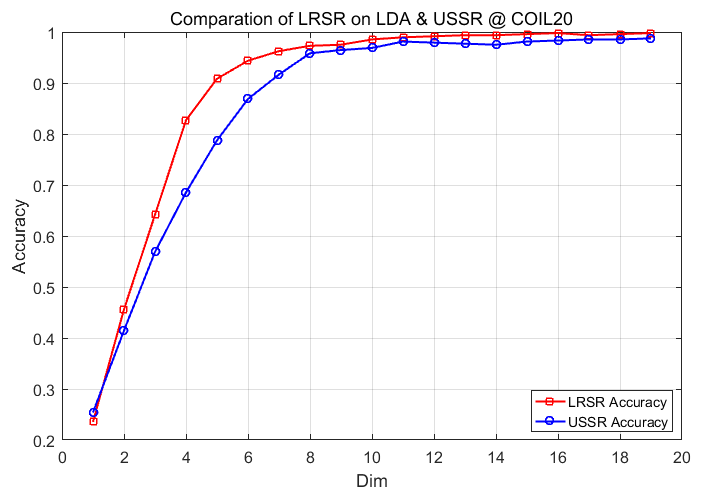 Comparation of LRSR on LDA & USSR @ COIL20
1
0.9
0.8
0.7
0.6
0.5
0.4
0.3
0.2
Accuracy
LRSR Accuracy
USSR Accuracy
0 2 4 6 8 10 12 14 16 18 20
Dim